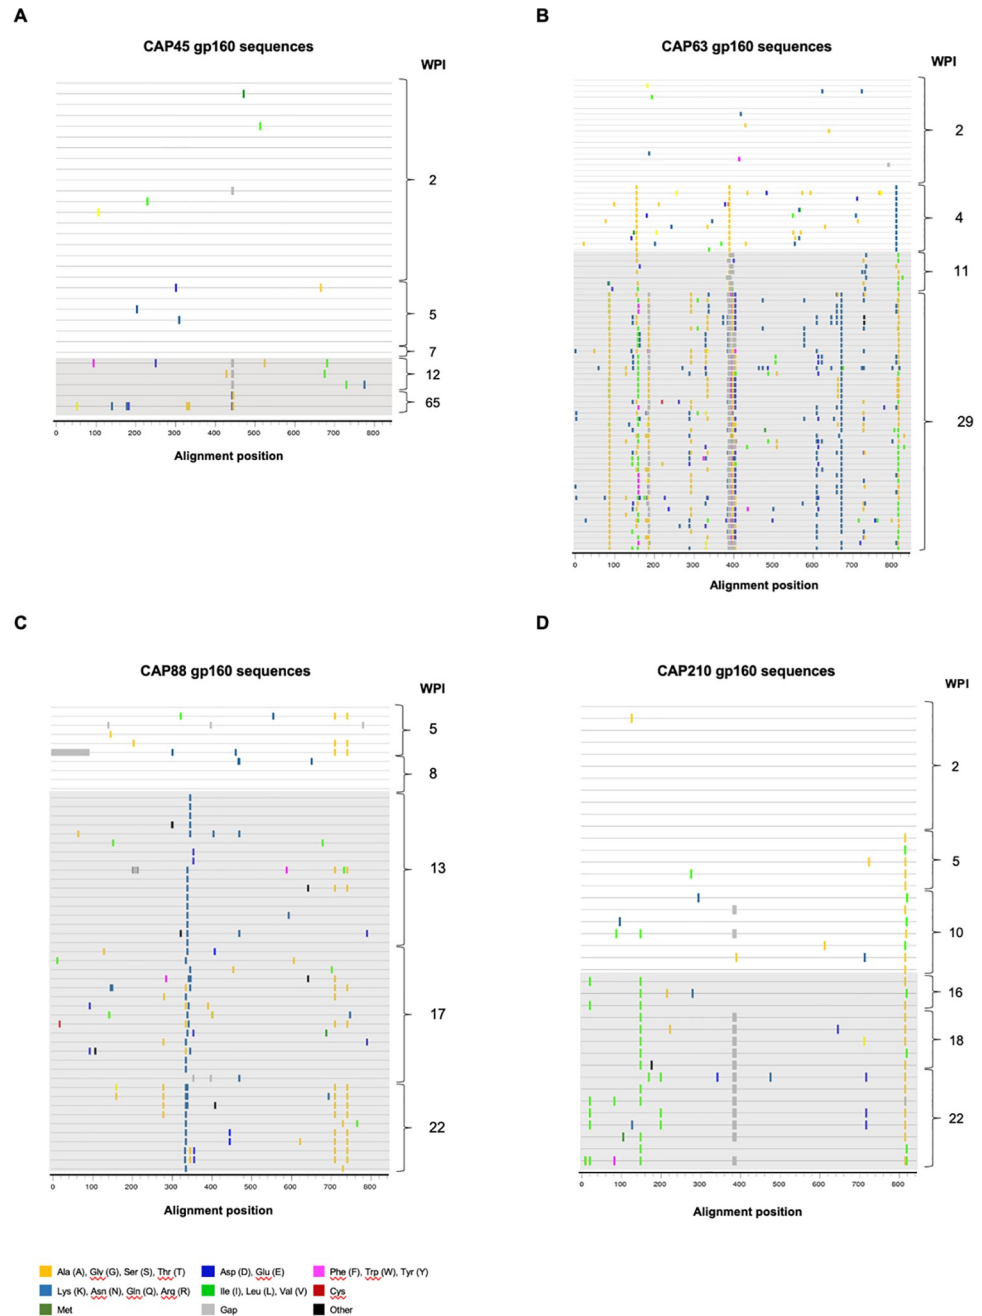 A
CAP45 gp160 sequences
WPI
2
5
7
12
65
0 100 200 300 400 500 600 700 800
Alignment position
B
CAP63 gp160 sequences
WPI
2
4
11
29
0 100 200 300 400 500 600 700 800
Alignment position
C
CAP88 gp160 sequences
WPI
5
8
13
17
22
0 100 200 300 400 500 600 700 800
Alignment position
D
CAP210 gp160 sequences
WPI
2
5
10
16
18
22
0 100 200 300 400 500 600 700 800
Alignment position
Ala (A), Gly (G), Ser (S), Thr (T) Asp (D), Glu (E) Phe (F), Trp (W), Tyr (Y)
Lys (K), Asn (N), Gln (Q), Arg (R) Ile (I), Leu (L), Val (V) Cys
Met Gap Other